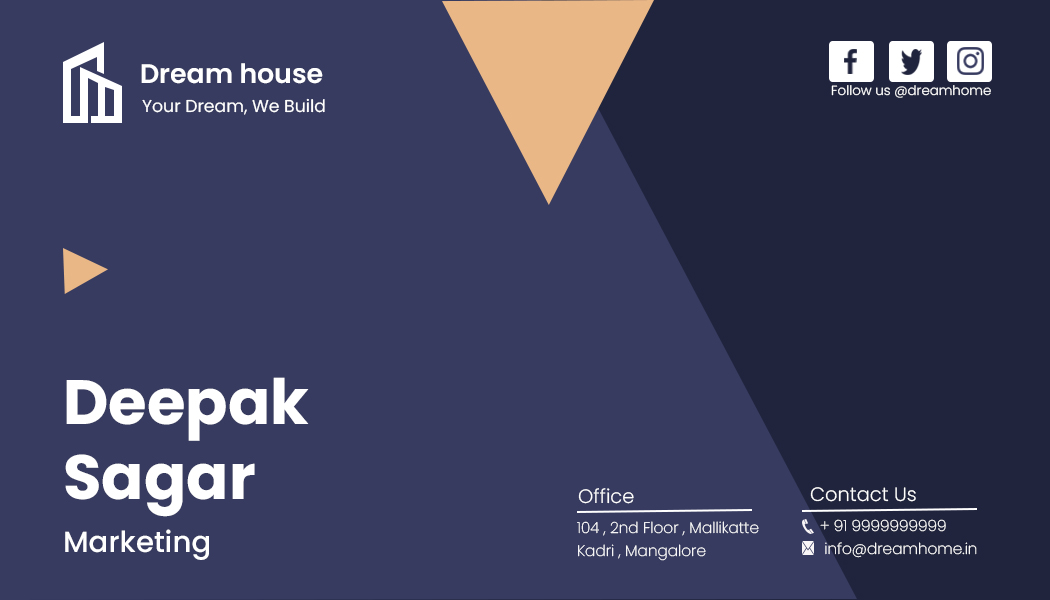 Dream house
Your Dream, We Build
Follow us @dreamhome
Deepak
Sagar
Marketing
Office
104 , 2nd Floor , Mallikatte
Kadri , Mangalore
Contact Us
+ 91 9999999999
info@dreamhome.in